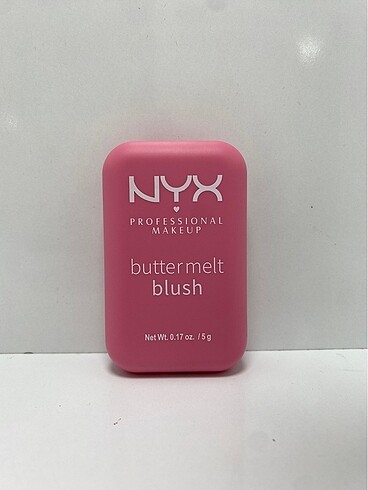 NYX
PROFESSIONAL
MAKEUP
buttermelt
blush
Net Wt. 0.17 oz. / 5 g